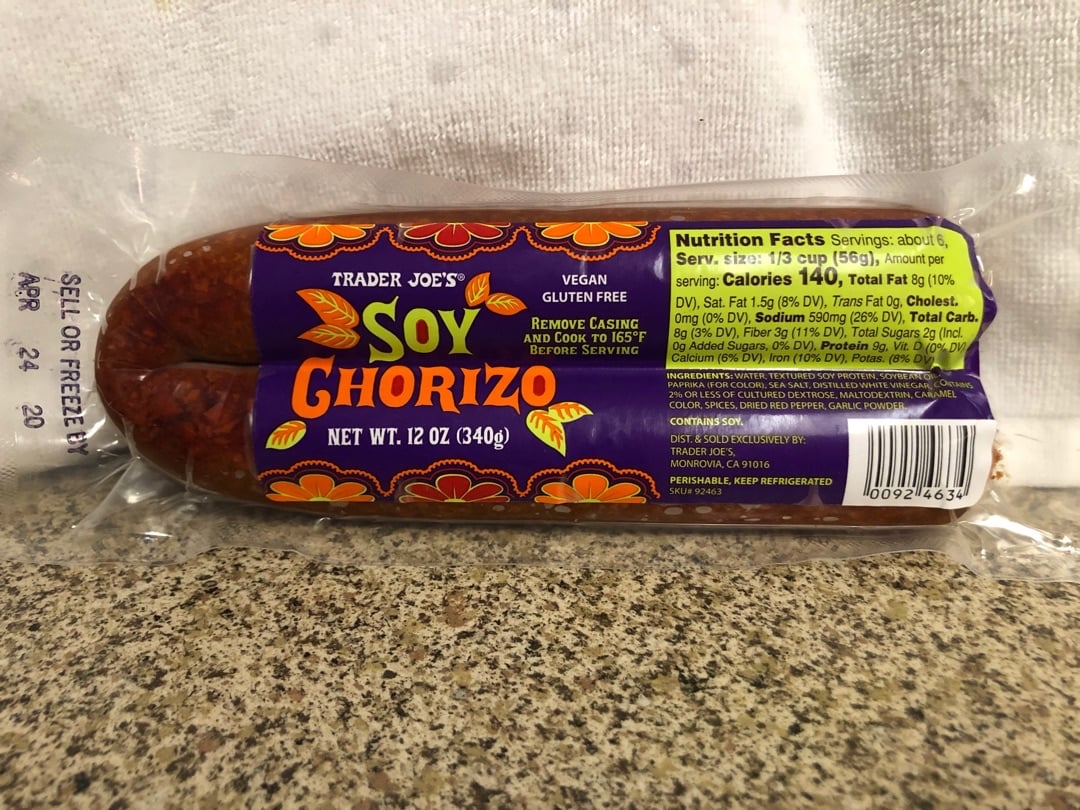 SELL OR FREEZE BY
APR 24 20
TRADER JOE'S®
SOY
CHORIZO
NET WT. 12 OZ (340g)
VEGAN
GLUTEN FREE
REMOVE CASING
AND COOK TO 165°F
BEFORE SERVING
Nutrition Facts Servings: about 6,
Serv. size: 1/3 cup (56g), Amount per
serving: Calories 140, Total Fat 8g (10%
DV), Sat. Fat 1.5g (8% DV), Trans Fat 0g, Cholest.
0mg (0% DV), Sodium 590mg (26% DV), Total Carb.
8g (3% DV), Fiber 3g (11% DV), Total Sugars 2g (Incl.
0g Added Sugars, 0% DV), Protein 9g, Vit. D (0% DV)
Calcium (6% DV), Iron (10% DV), Potas. (8% DV)
INGREDIENTS: WATER, TEXTURED SOY PROTEIN, SOYBEAN OIL,
PAPRIKA (FOR COLOR), SEA SALT, DISTILLED WHITE VINEGAR, CONTAINS
2% OR LESS OF CULTURED DEXTROSE, MALTODEXTRIN, CARAMEL
COLOR, SPICES, DRIED RED PEPPER, GARLIC POWDER.
CONTAINS SOY.
DIST. & SOLD EXCLUSIVELY BY:
TRADER JOE'S,
MONROVIA, CA 91016
PERISHABLE, KEEP REFRIGERATED
SKU# 92463
0092 4634